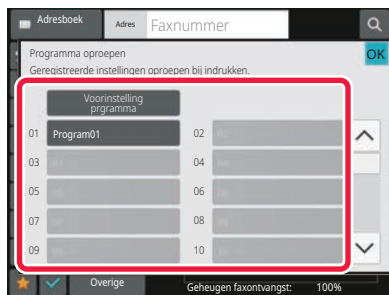 Adresboek
Adres
Faxnummer
Programma oproepen
OK
Geregistreerde instellingen oproepen bij indrukken.
Voorinstelling
prgramma
01 Program01 02
03 04
05 06
07 08
09 10
Overige
Geheugen faxontvangst: 100%